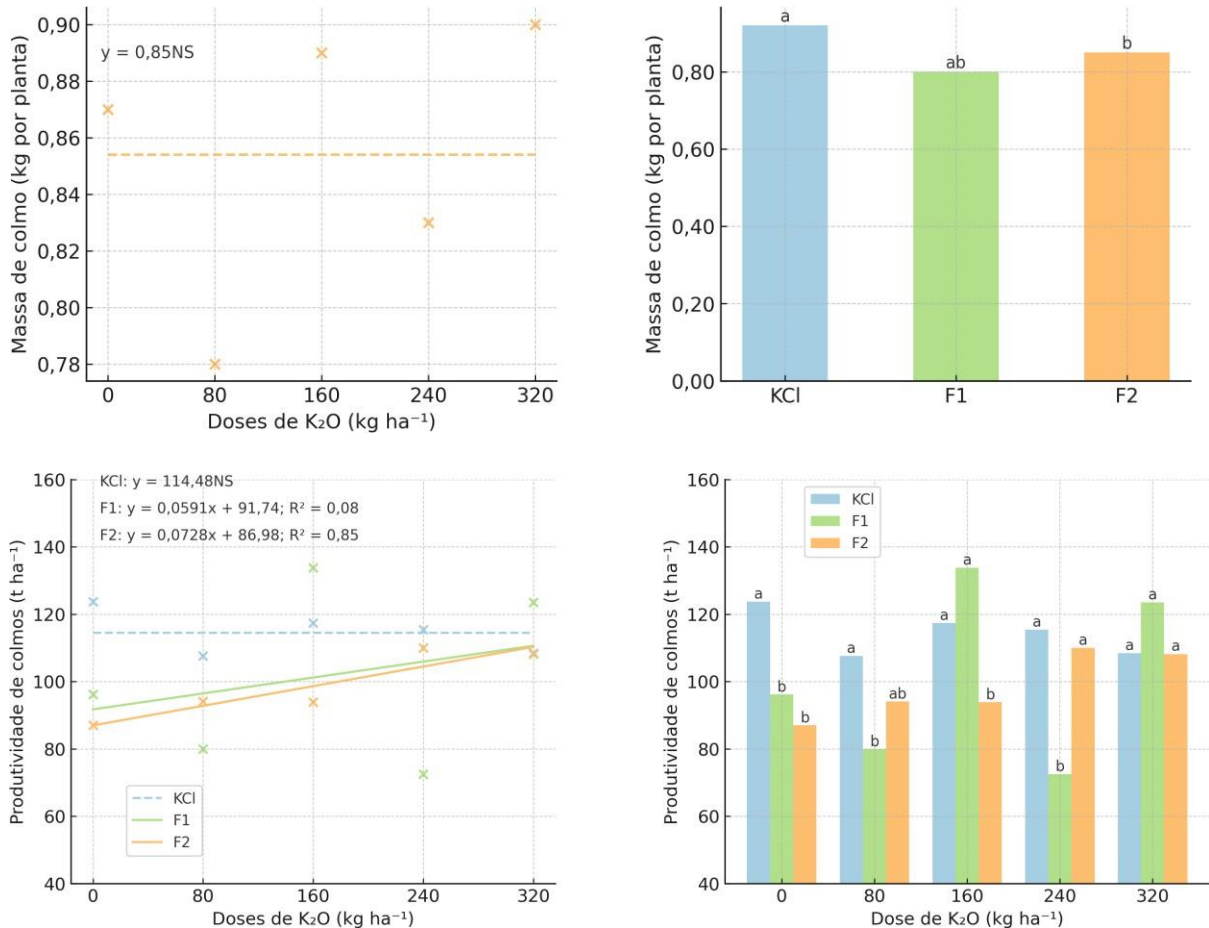 Massa de colmo (kg por planta)
0,90
0,88
0,86
0,84
0,82
0,80
0,78
y = 0,85NS
0
80
160
240
320
Doses de K₂O (kg ha⁻¹)
Massa de colmo (kg por planta)
0,80
0,60
0,40
0,20
0,00
a
ab
b
KCl
F1
F2
Produtividade de colmos (t ha⁻¹)
160
140
120
100
80
60
40
KCl: y = 114,48NS
F1: y = 0,0591x + 91,74; R² = 0,08
F2: y = 0,0728x + 86,98; R² = 0,85
KCl
F1
F2
0
80
160
240
320
Doses de K₂O (kg ha⁻¹)
Produtividade de colmos (t ha⁻¹)
160
140
120
100
80
60
40
KCl
F1
F2
a
b
b
a
b
ab
a
a
b
a
b
a
a
a
a
0
80
160
240
320
Dose de K₂O (kg ha⁻¹)